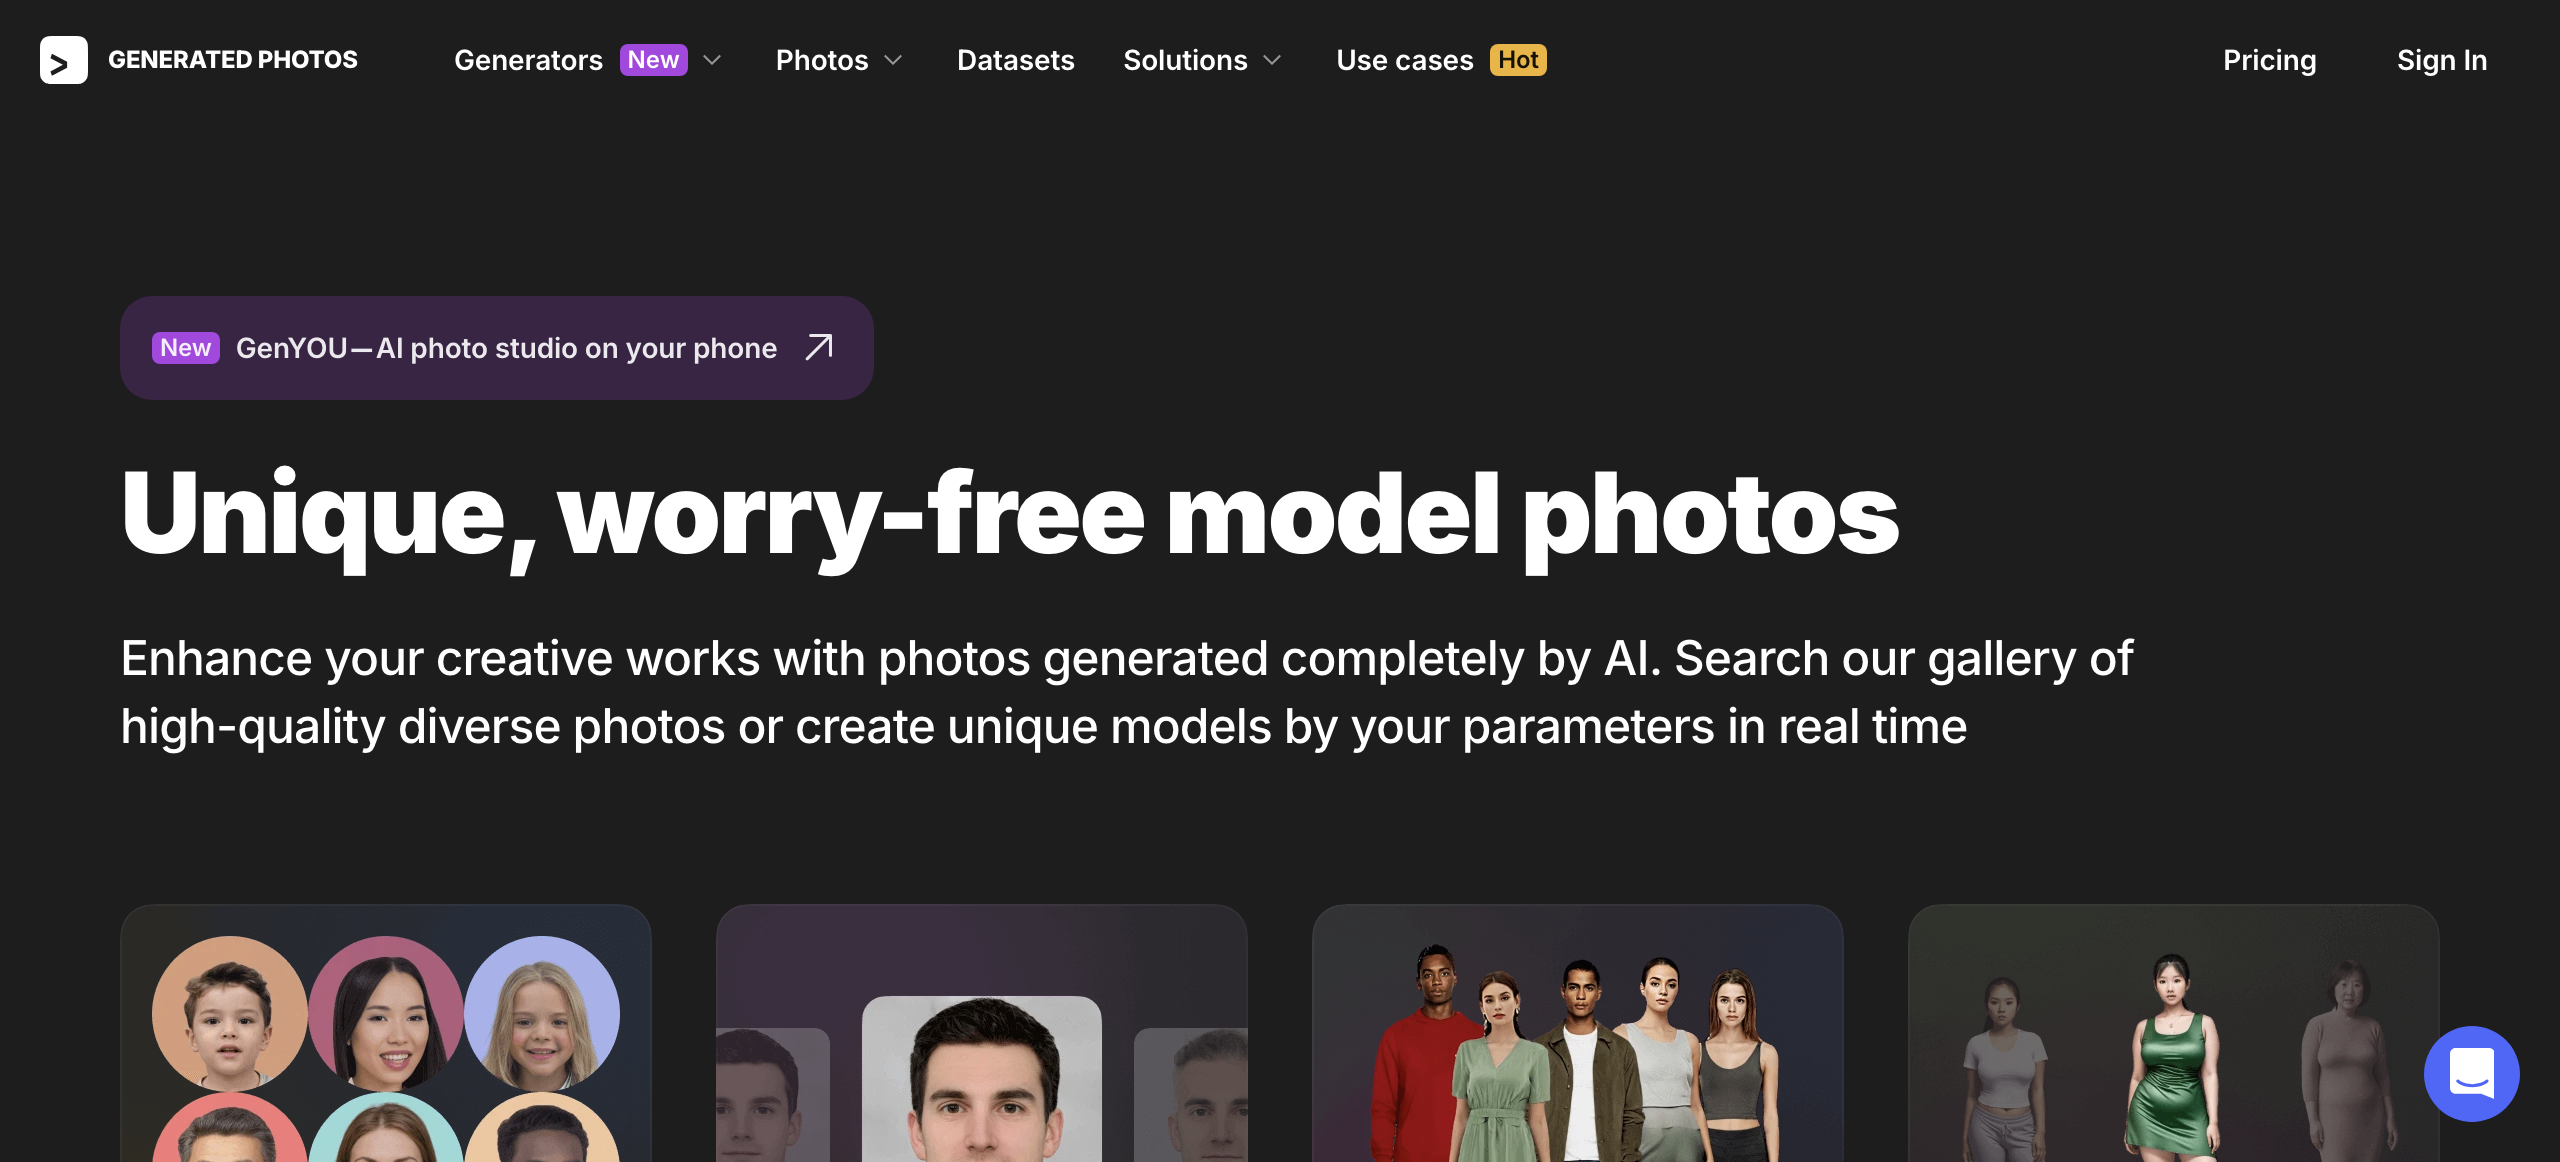 GENERATED PHOTOS
Generators New
Photos
Datasets
Solutions
Use cases Hot
Pricing
Sign In
New GenYOU—AI photo studio on your phone
Unique, worry-free model photos
Enhance your creative works with photos generated completely by AI. Search our gallery of
high-quality diverse photos or create unique models by your parameters in real time